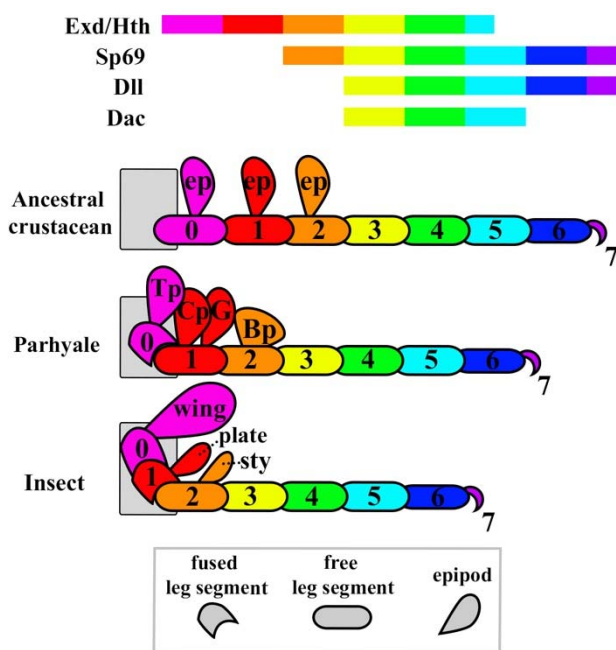 Exd/Hth
Sp69
Dll
Dac
ep ep ep
Ancestral
crustacean
0 1 2 3 4 5 6
7
Tp
Cp G
Bp
Parhyale
0 1 2 3 4 5 6
7
wing
plate
sty
Insect
0
1
2 3 4 5 6
7
fused
leg segment
free
leg segment
epipod